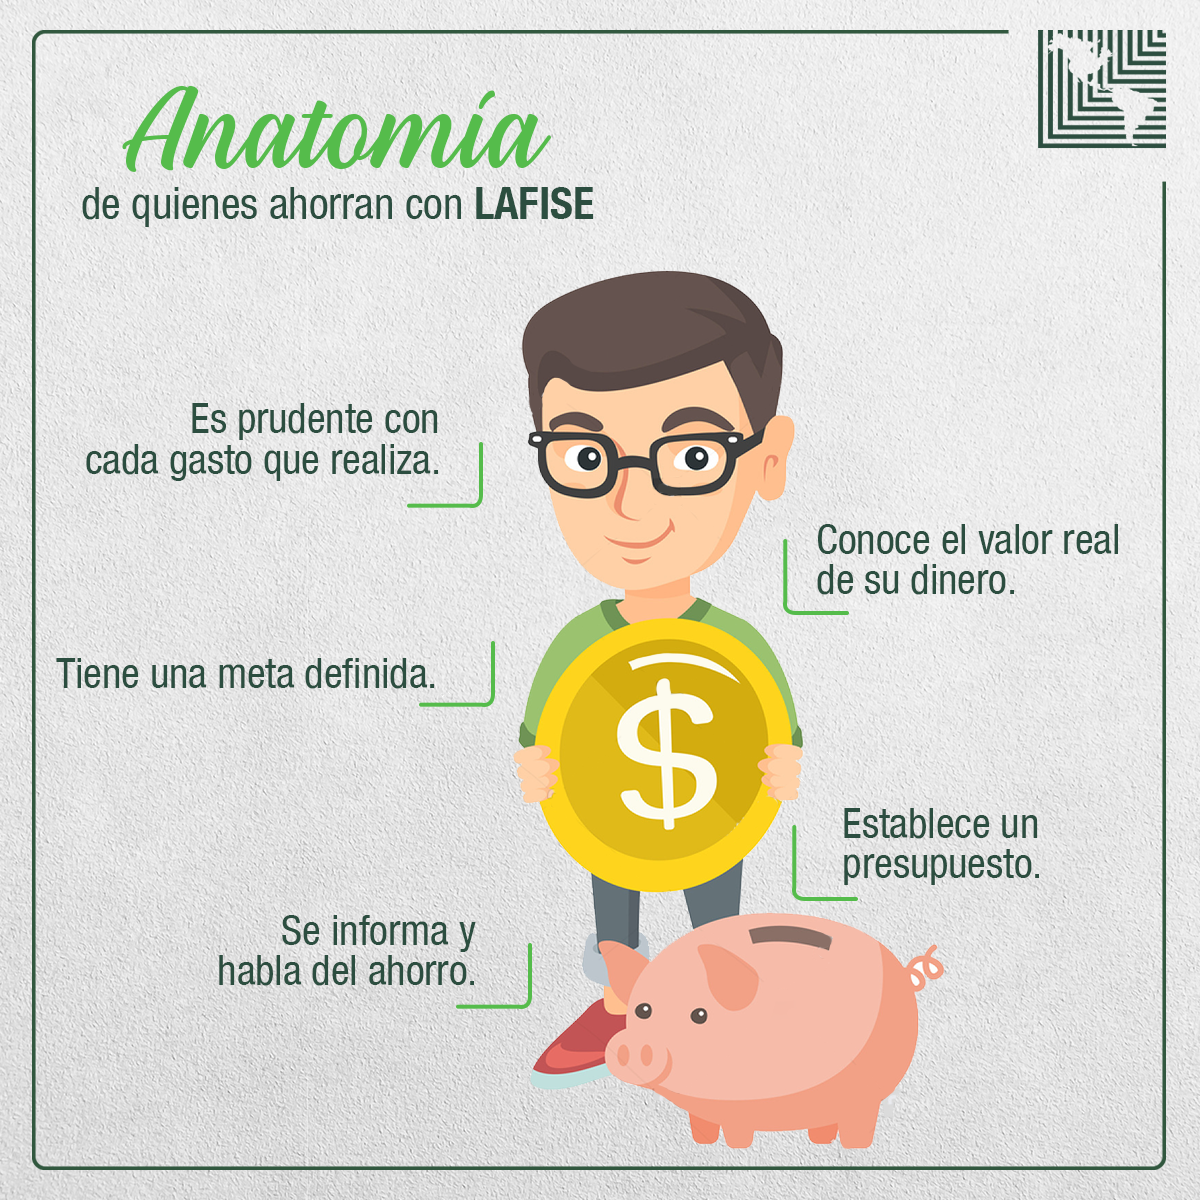 Anatomía
de quienes ahorran con LAFISE
Es prudente con
cada gasto que realiza.
Conoce el valor real
de su dinero.
Tiene una meta definida.
$
Establece un
presupuesto.
Se informa y
habla del ahorro.